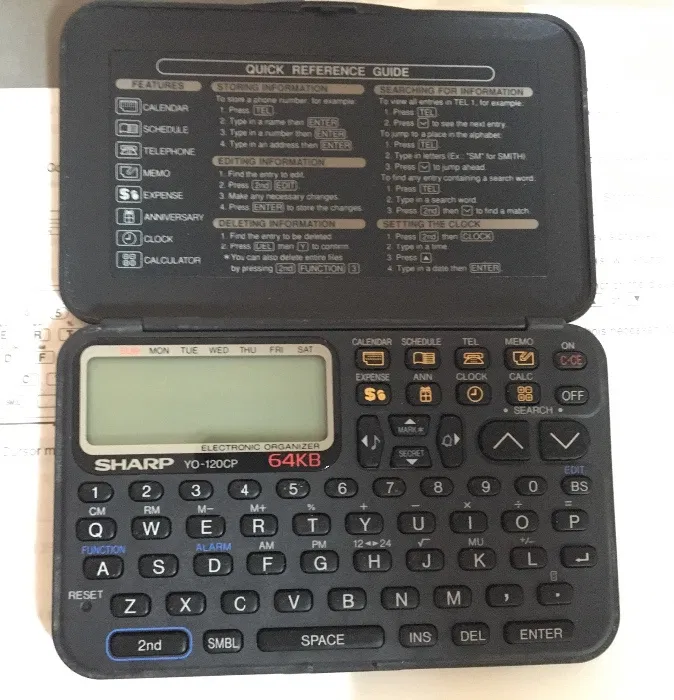 QUICK REFERENCE GUIDE
FEATURES
CALENDAR
SCHEDULE
TELEPHONE
MEMO
EXPENSE
ANNIVERSARY
CLOCK
CALCULATOR
STORING INFORMATION
To store a phone number, for example:
1. Press TEL
2. Type in a name then ENTER
3. Type in a number then ENTER
4. Type in an address then ENTER
EDITING INFORMATION
1. Find the entry to edit.
2. Press 2nd EDIT
3. Make any necessary changes.
4. Press ENTER to store the changes.
DELETING INFORMATION
1. Find the entry to be deleted.
2. Press DEL then Y to confirm.
* You can also delete entire files
by pressing 2nd FUNCTION 3
SEARCHING FOR INFORMATION
To view all entries in TEL 1, for example:
1. Press TEL
2. Press to see the next entry.
To jump to a place in the alphabet:
1. Press TEL
2. Type in letters (Ex.: "SM" for SMITH).
3. Press to jump ahead.
To find any entry containing a search word:
1. Press TEL
2. Type in a search word.
3. Press 2nd then to find a match.
SETTING THE CLOCK
1. Press 2nd then CLOCK
2. Type in a time
3. Press ▲
4. Type in a date then ENTER
SUN MON TUE WED THU FRI SAT
ELECTRONIC ORGANIZER
SHARP YO-120CP 64KB
CALENDAR SCHEDULE TEL MEMO ON
C·CE
EXPENSE ANN CLOCK CALC
$¢ OFF
• SEARCH •
MARK✱
SECRET
EDIT
1 2 3 4 5 6 7 8 9 0 BS
CM RM M− M+ % + − × ÷ =
Q W E R T Y U I O P
FUNCTION ALARM AM PM 12◄►24 √ MU +/−
A S D F G H J K L ↵
RESET
Z X C V B N M , .
2nd SMBL SPACE INS DEL ENTER